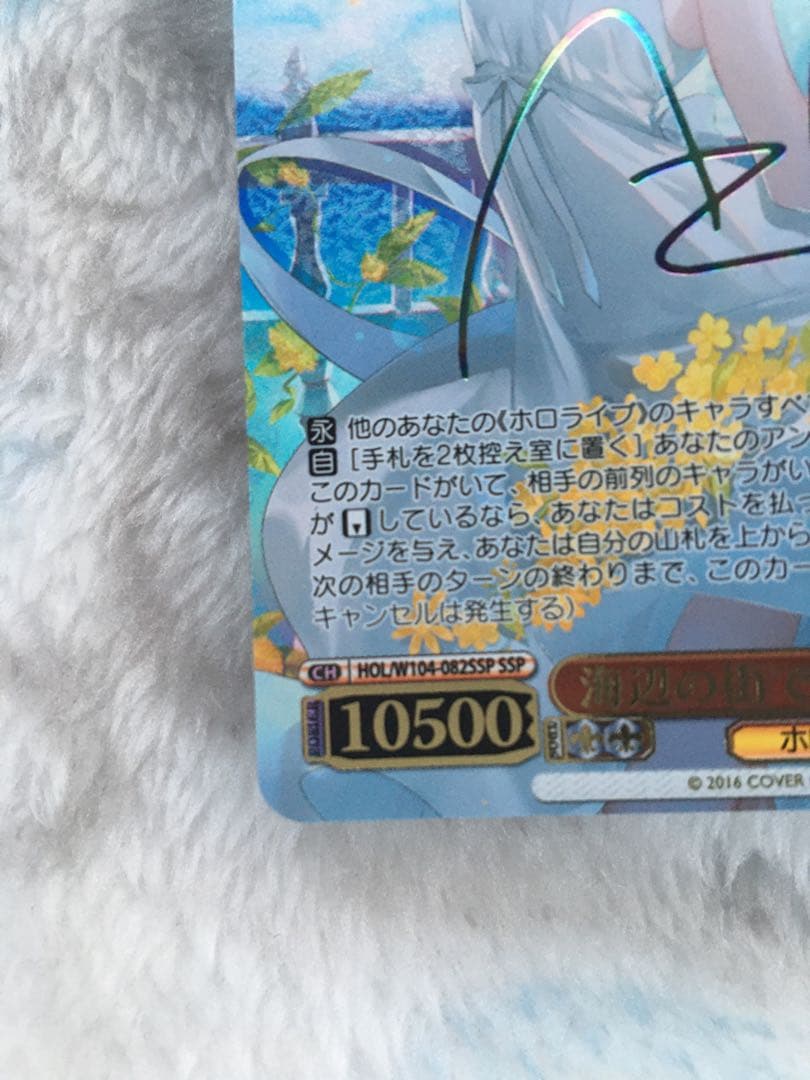 永 他のあなたの《ホロライブ》のキャラすべ
自 [手札を2枚控え室に置く] あなたのアン
このカードがいて、相手の前列のキャラがい
が しているなら、あなたはコストを払っ
メージを与え、あなたは自分の山札を上から
次の相手のターンの終わりまで、このカー
キャンセルは発生する)
CH HOL/W104-082SSP SSP
海辺の街で
10500
ホ
© 2016 COVER